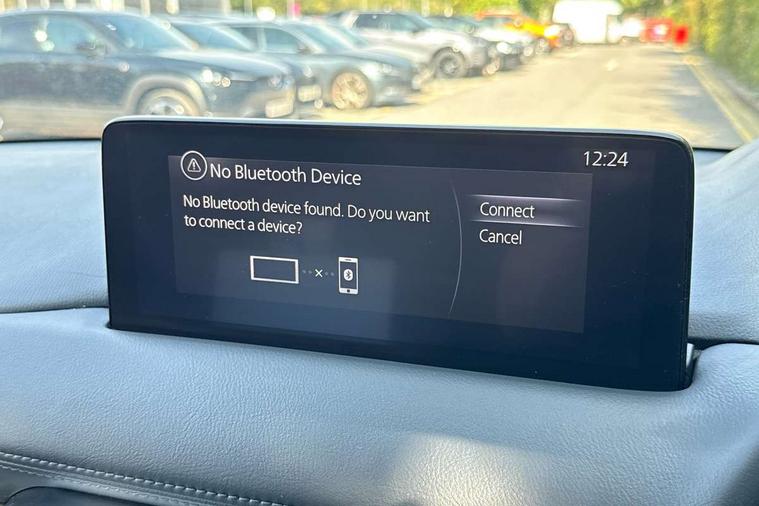 12:24
No Bluetooth Device
No Bluetooth device found. Do you want
to connect a device?
Connect
Cancel